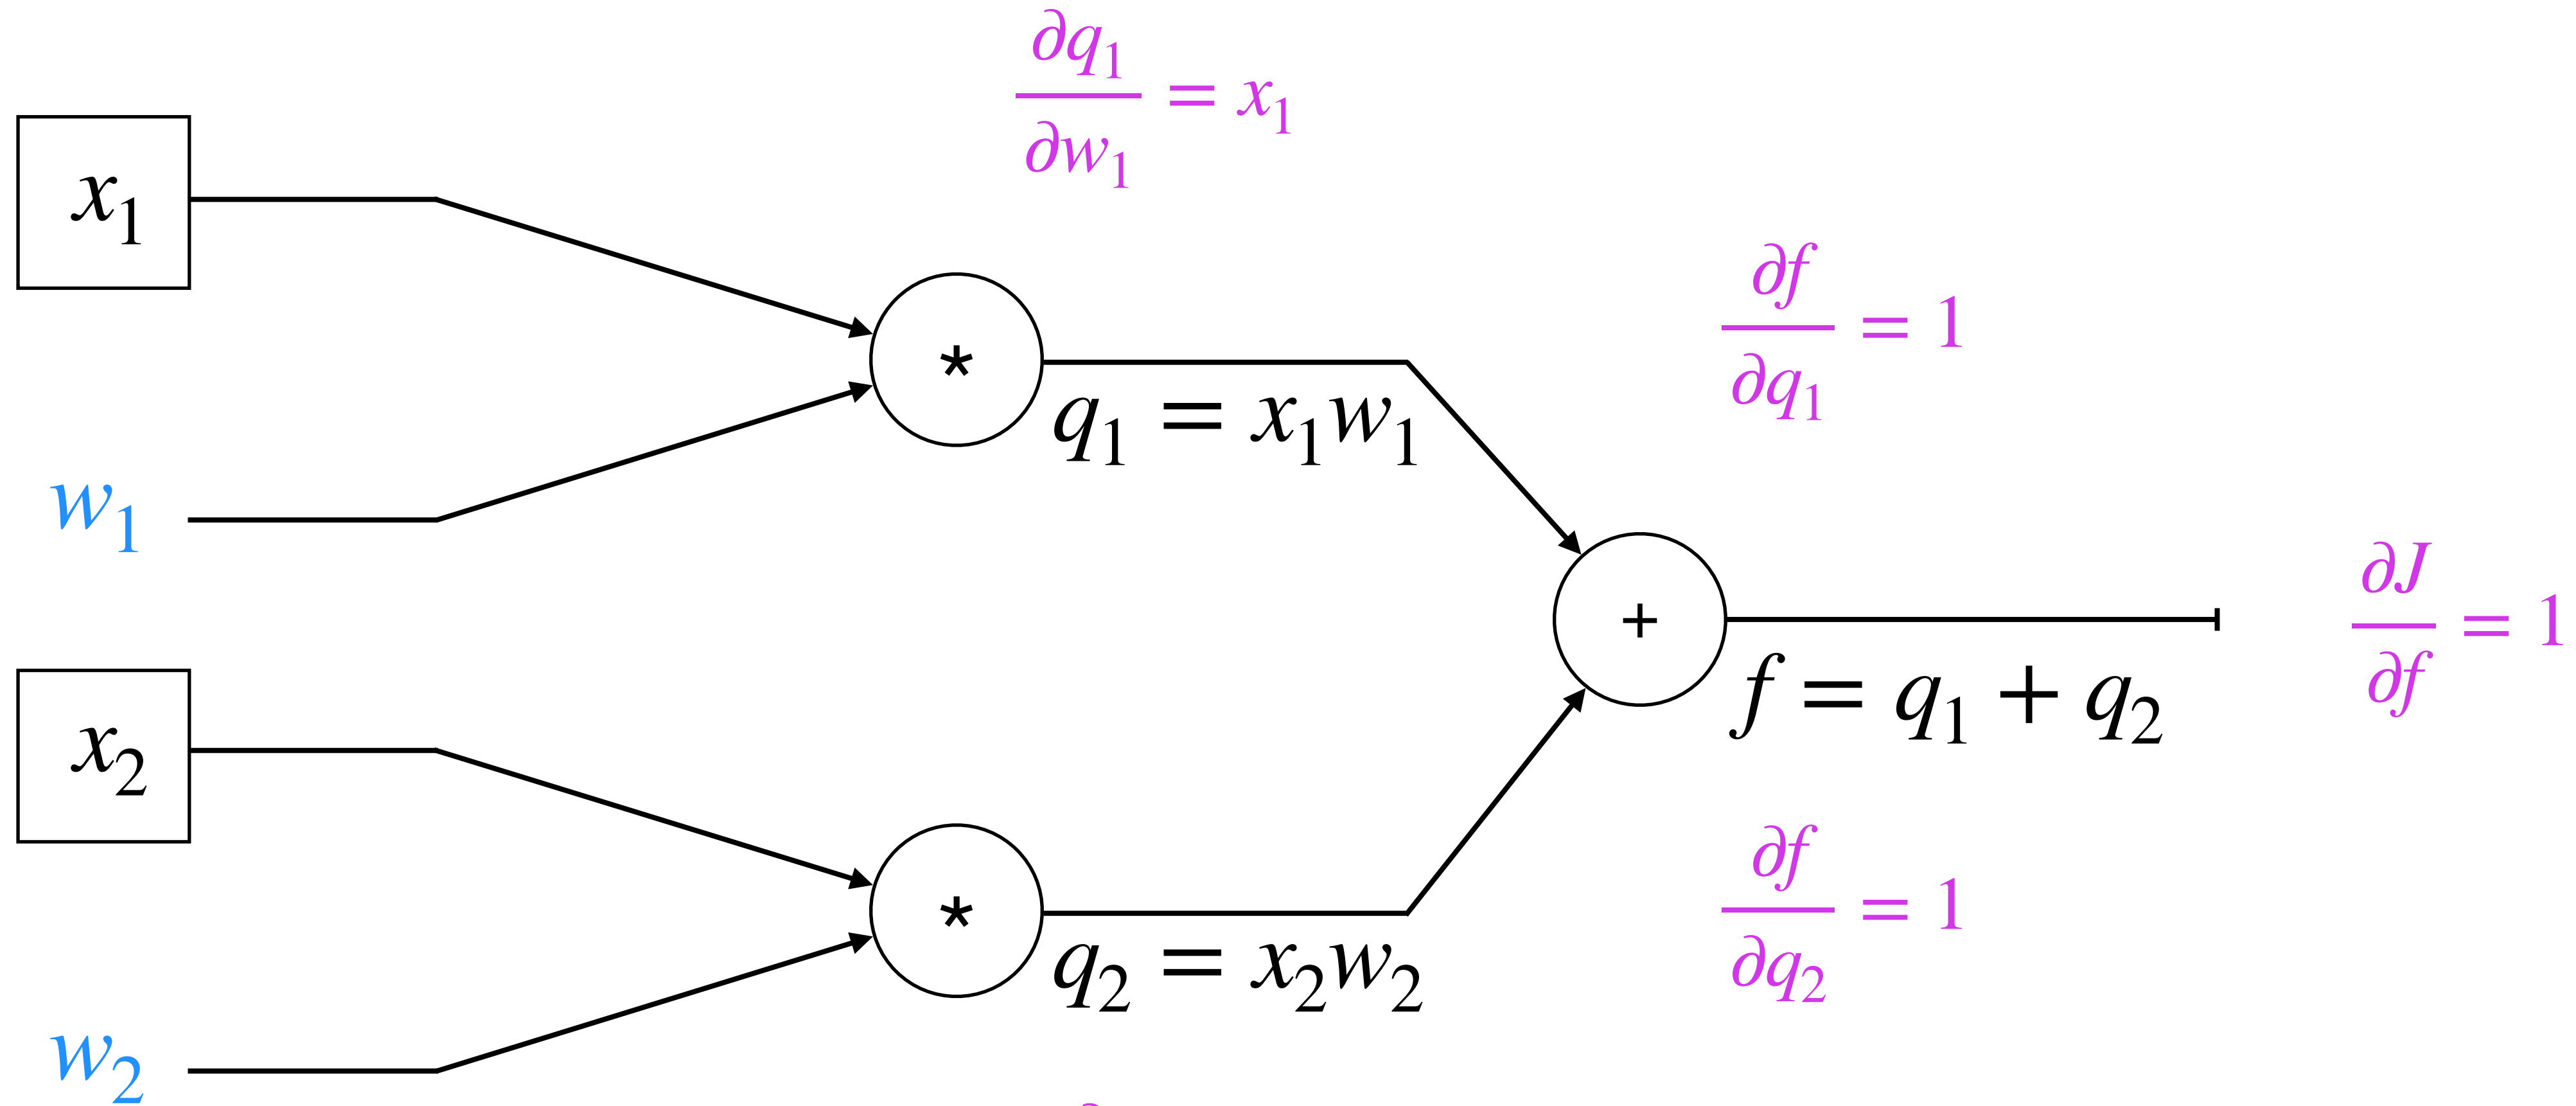 ∂q₁/∂w₁ = x₁
x₁
∂f/∂q₁ = 1
*
q₁ = x₁w₁
w₁
∂J/∂f = 1
+
f = q₁ + q₂
x₂
∂f/∂q₂ = 1
*
q₂ = x₂w₂
w₂